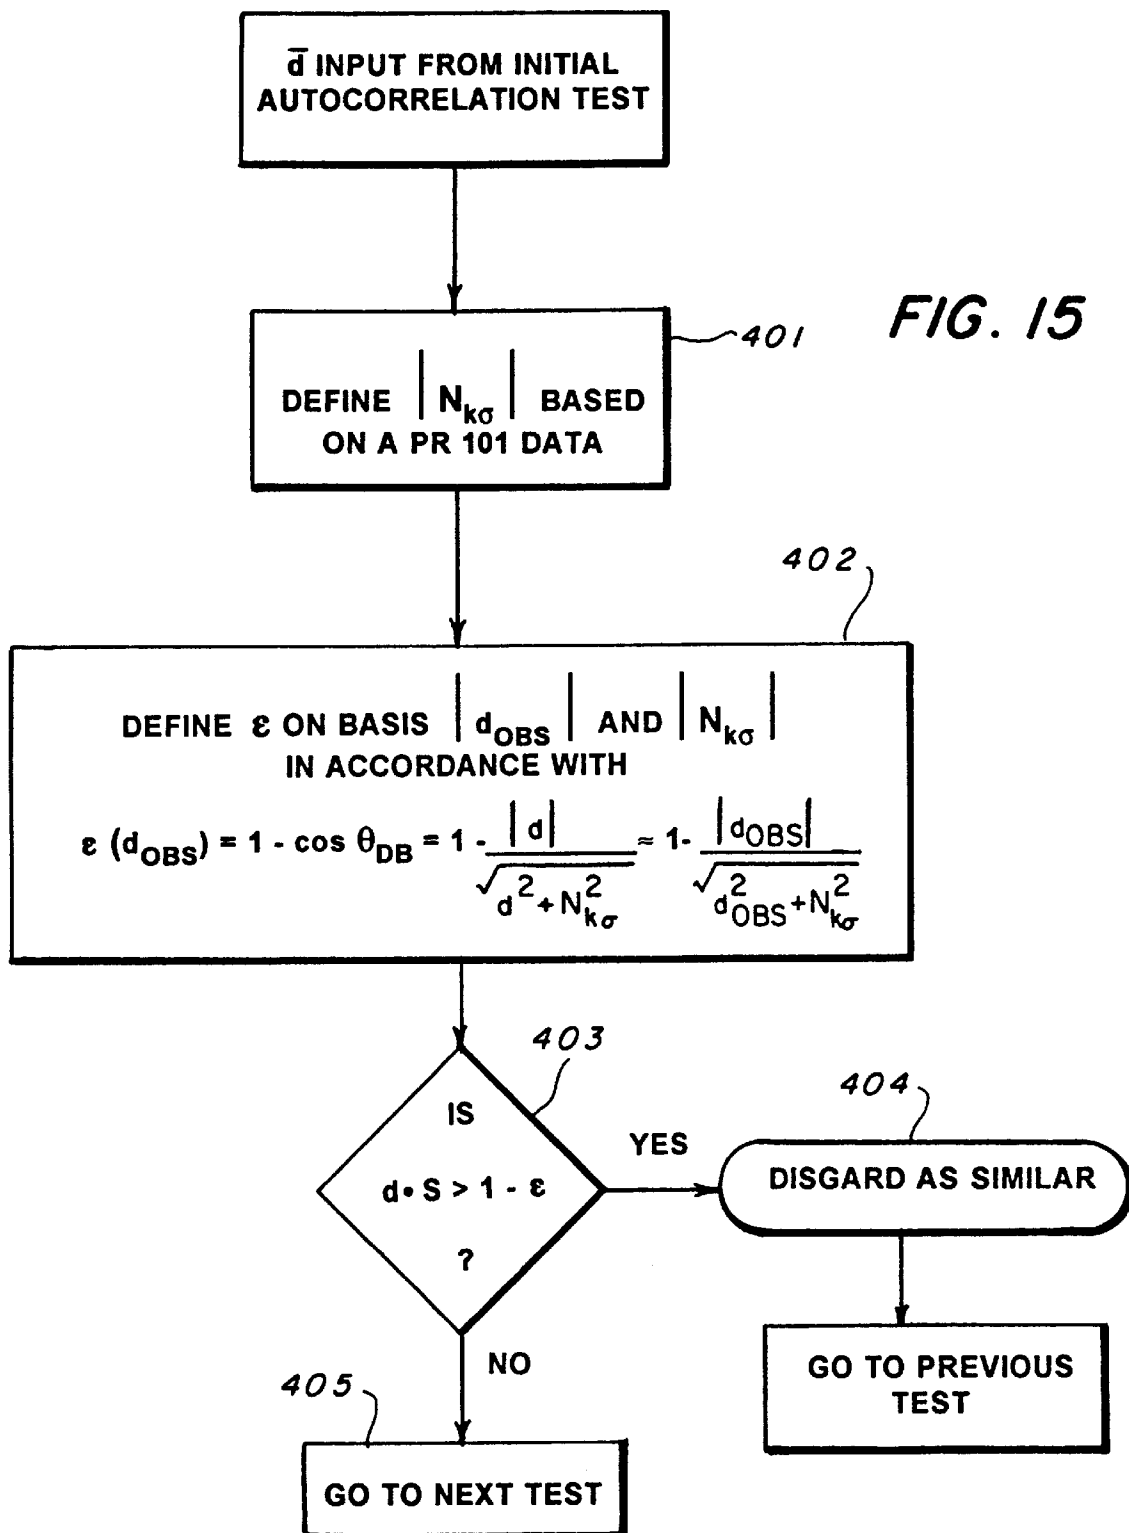 d̅ INPUT FROM INITIAL
AUTOCORRELATION TEST
FIG. 15
401
DEFINE |N_kσ| BASED
ON A PR 101 DATA
402
DEFINE ε ON BASIS |d_OBS| AND |N_kσ|
IN ACCORDANCE WITH
ε (d_OBS) = 1 - cos θ_DB = 1 - |d| / √(d² + N²_kσ) ≈ 1 - |d_OBS| / √(d²_OBS + N²_kσ)
403
IS
d • S > 1 - ε
?
YES
404
DISGARD AS SIMILAR
GO TO PREVIOUS
TEST
NO
405
GO TO NEXT TEST